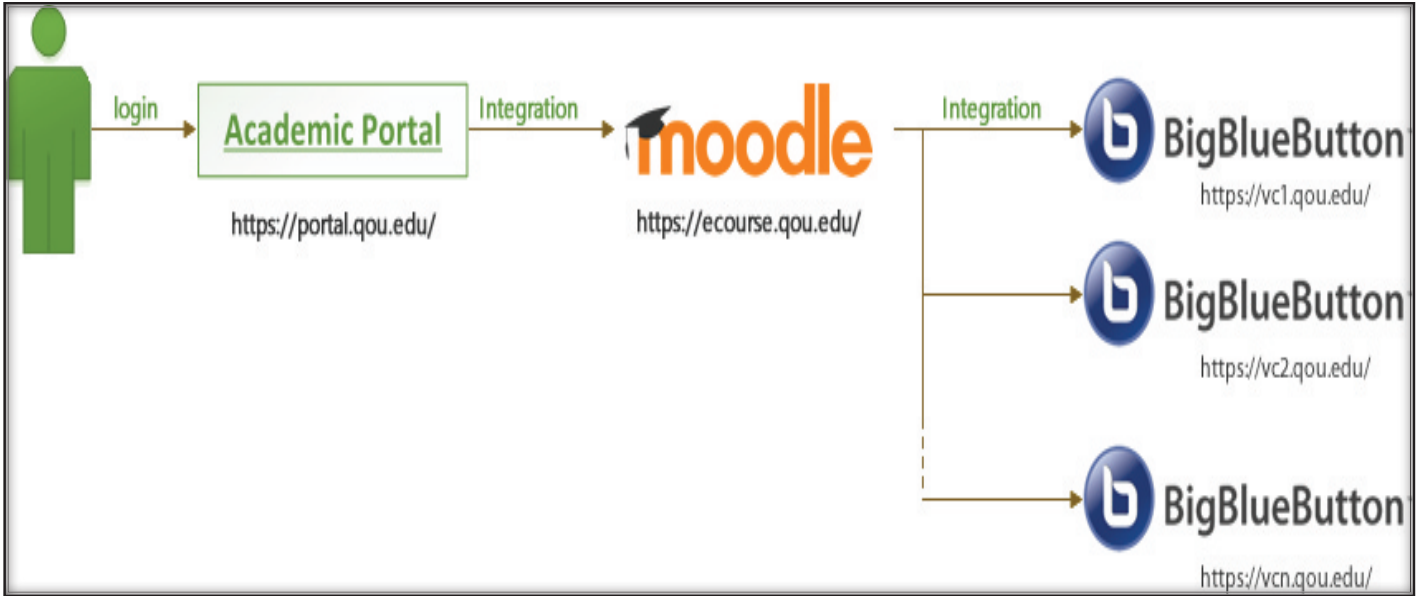 login
Academic Portal
https://portal.qou.edu/
Integration
moodle
https://ecourse.qou.edu/
Integration
BigBlueButton
https://vc1.qou.edu/
BigBlueButton
https://vc2.qou.edu/
BigBlueButton
https://vcn.qou.edu/